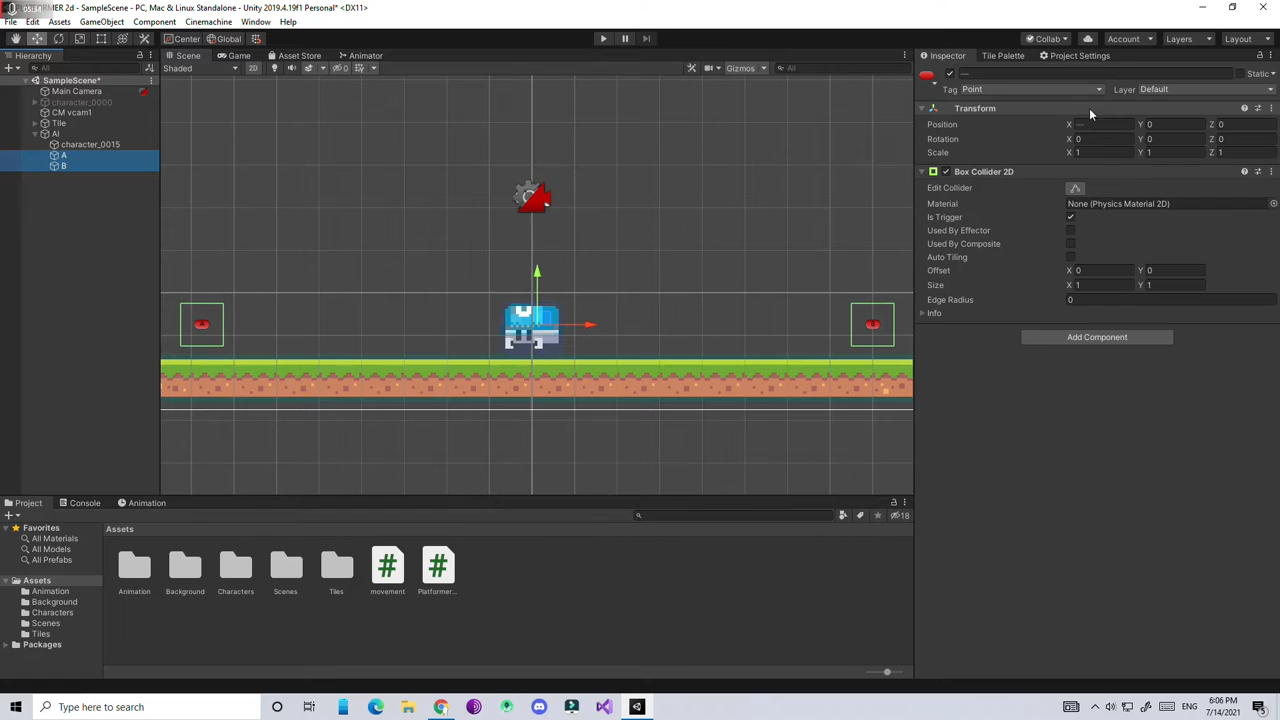 RMER 2d - SampleScene - PC, Mac & Linux Standalone - Unity 2019.4.19f1 Personal* <DX11>
File Edit Assets GameObject Component Cinemachine Window Help
Center Global Collab Account Layers Layout
Hierarchy Scene Game Asset Store Animator Inspector Tile Palette Project Settings
All Shaded 2D 0 Gizmos All — Static
SampleScene*
Main Camera
character_0000
CM vcam1
Tile
AI
character_0015
A
B
Tag Point Layer Default
Transform
Position X — Y 0 Z 0
Rotation X 0 Y 0 Z 0
Scale X 1 Y 1 Z 1
Box Collider 2D
Edit Collider
Material None (Physics Material 2D)
Is Trigger
Used By Effector
Used By Composite
Auto Tiling
Offset X 0 Y 0
Size X 1 Y 1
Edge Radius 0
Info
Add Component
A B
Project Console Animation
18
Favorites
All Materials
All Models
All Prefabs
Assets
Animation
Background
Characters
Scenes
Tiles
Packages
Assets
Animation Background Characters Scenes Tiles movement Platformer...
Type here to search
ENG
6:06 PM
7/14/2021